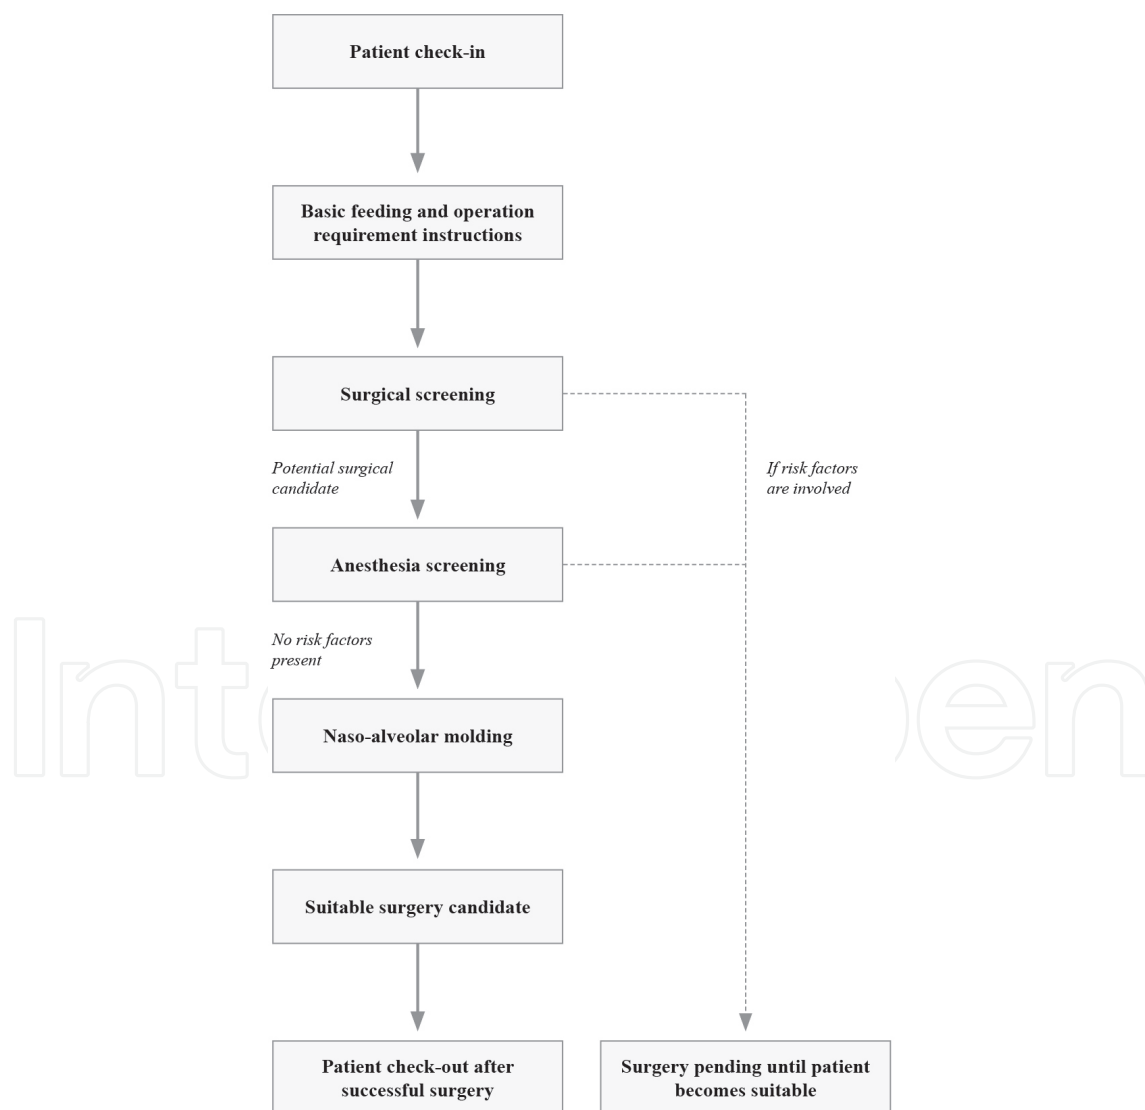 Patient check-in
Basic feeding and operation
requirement instructions
Surgical screening
Potential surgical
candidate
If risk factors
are involved
Anesthesia screening
No risk factors
present
Naso-alveolar molding
Suitable surgery candidate
Patient check-out after
successful surgery
Surgery pending until patient
becomes suitable